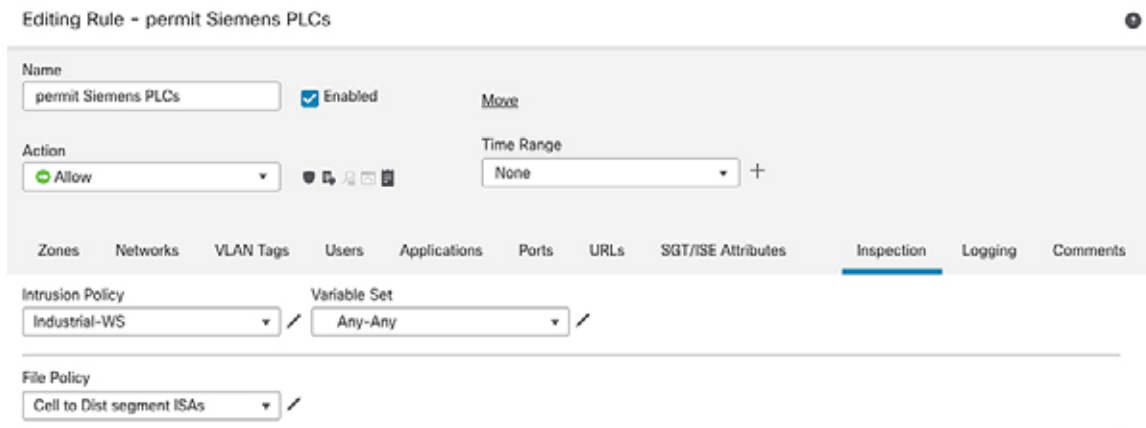 Editing Rule - permit Siemens PLCs
Name
permit Siemens PLCs
Enabled
Move
Action
Time Range
Allow
None
Zones Networks VLAN Tags Users Applications Ports URLs SGT/ISE Attributes Inspection Logging Comments
Intrusion Policy Variable Set
Industrial-WS Any-Any
File Policy
Cell to Dist segment ISAs